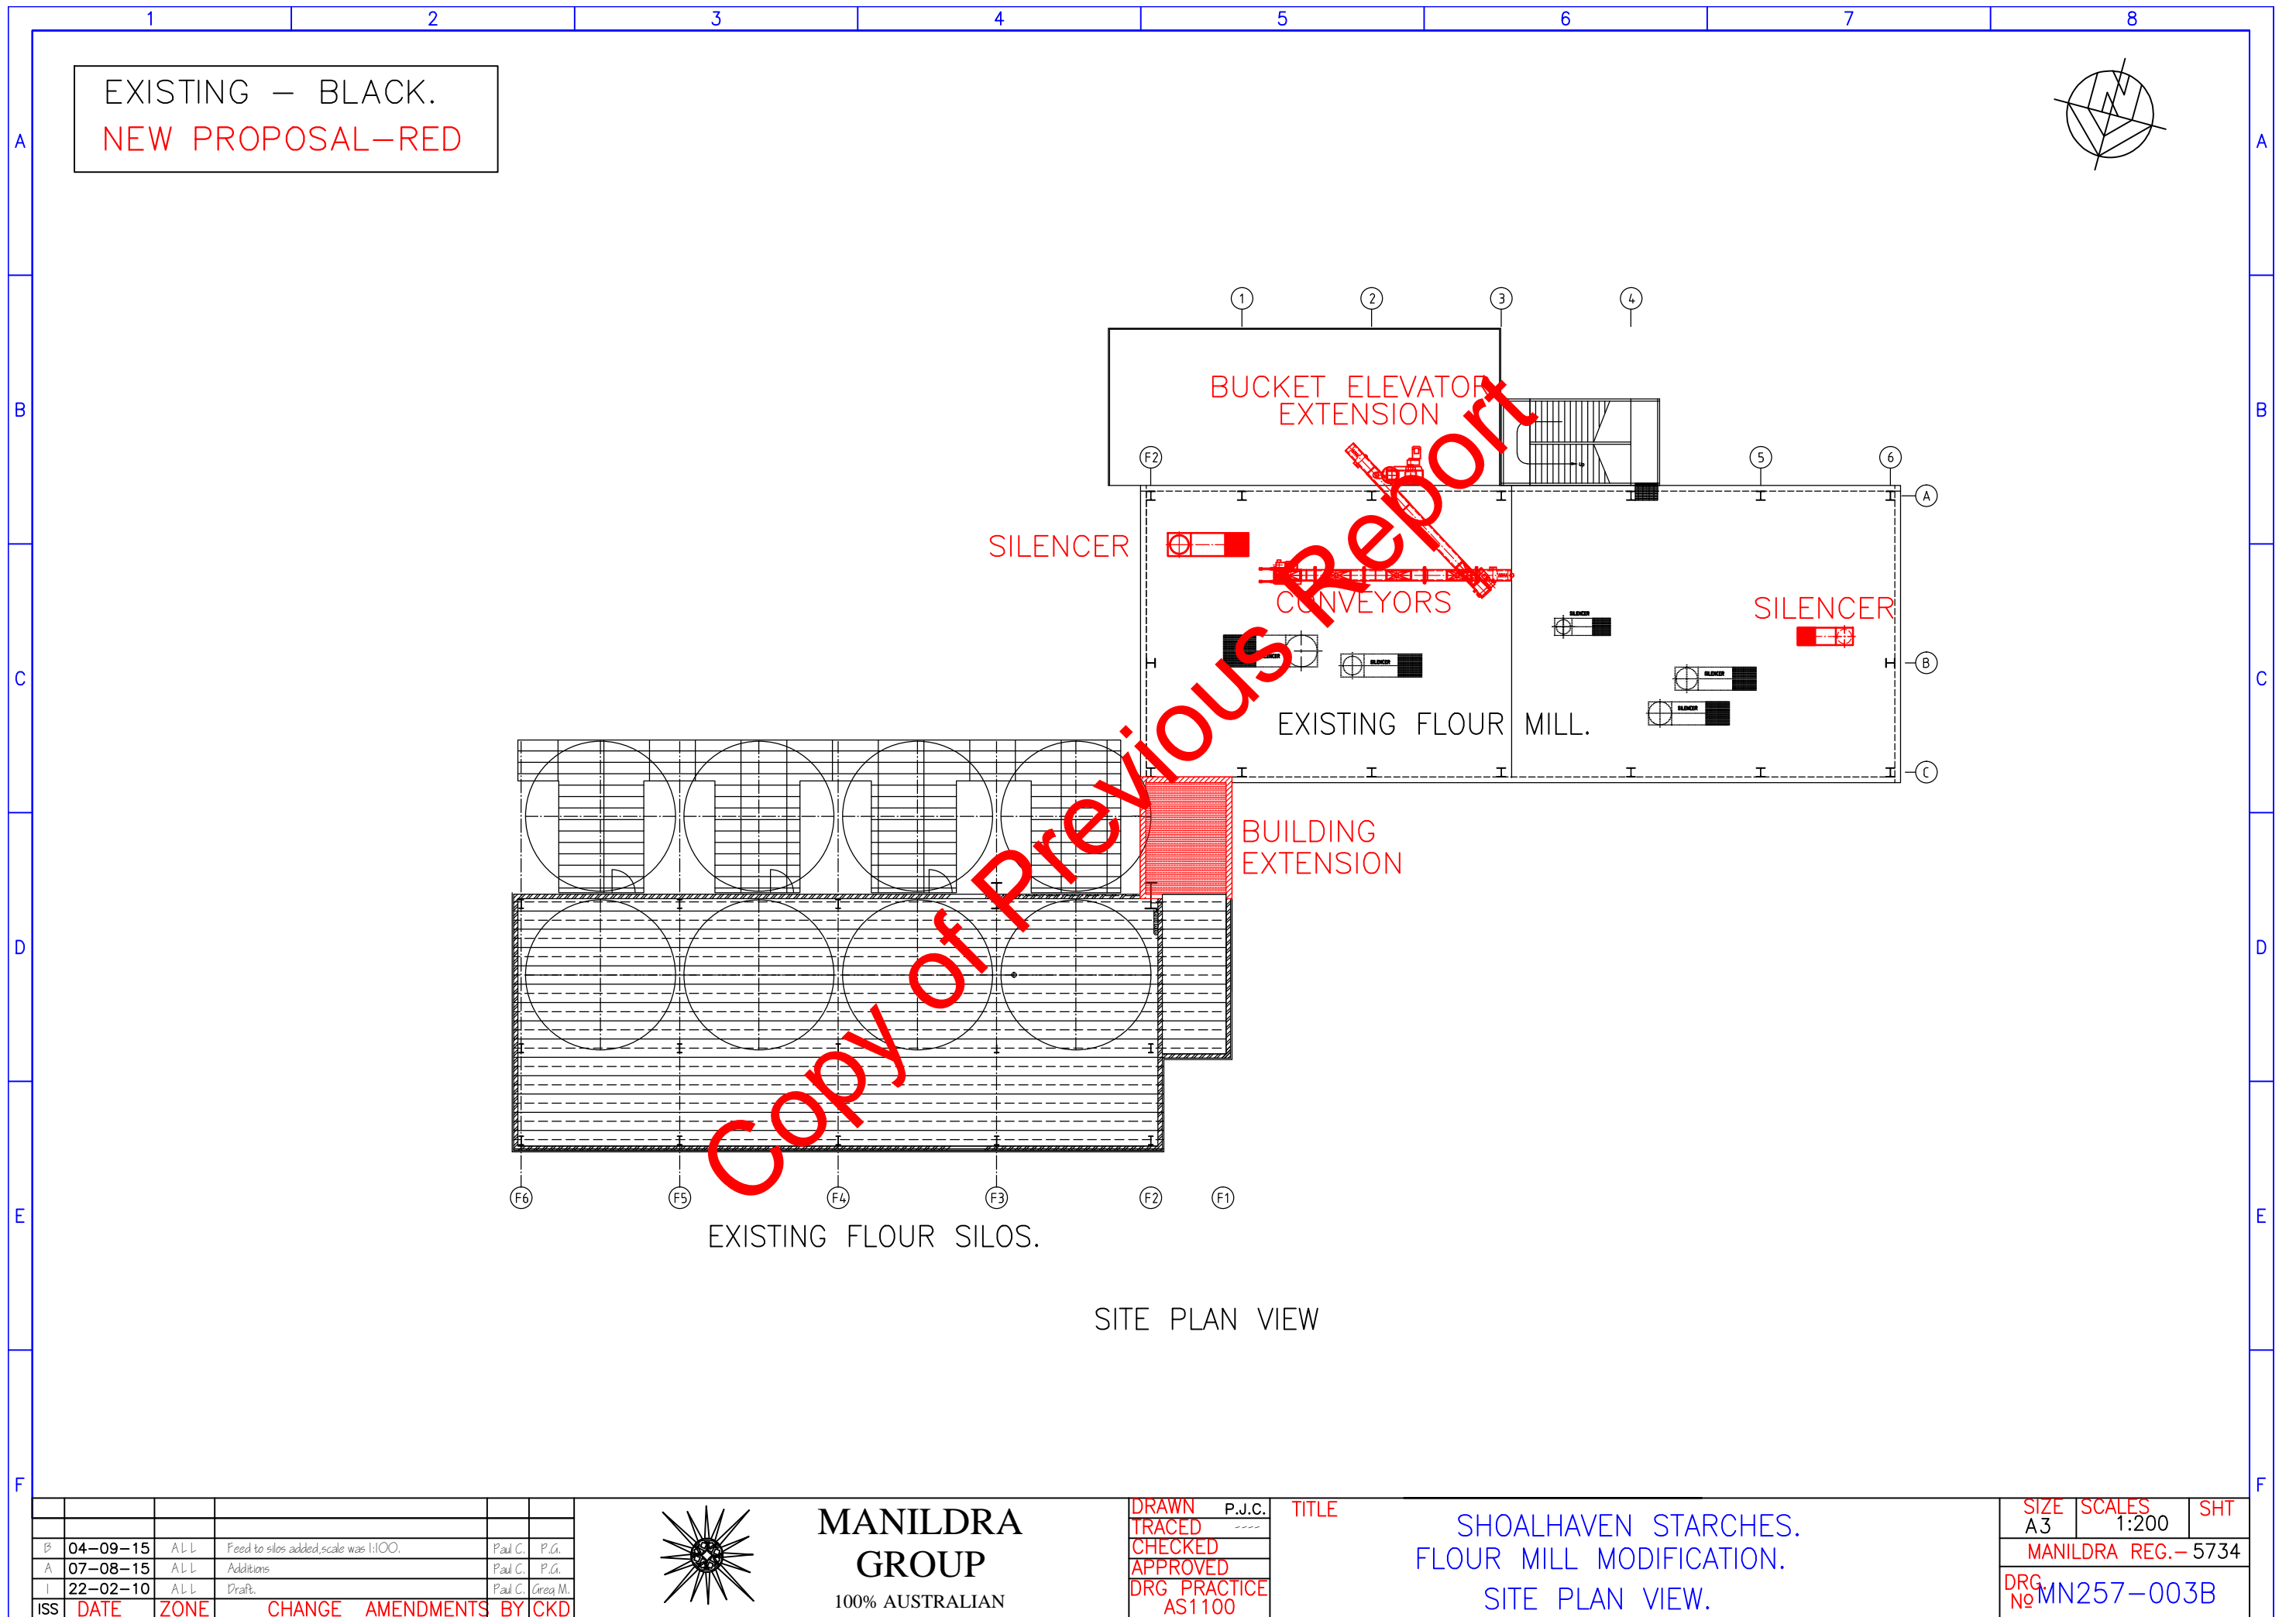 1 2 3 4 5 6 7 8
A A
B B
C C
D D
E E
F F
EXISTING – BLACK.
NEW PROPOSAL–RED
N
1 2 3 4
BUCKET ELEVATOR
EXTENSION
F2 5 6
A
SILENCER
CONVEYORS
SILENCER
SILENCER
B
SILENCER
SILENCER
SILENCER
SILENCER
EXISTING FLOUR MILL.
C
BUILDING
EXTENSION
Copy of Previous Report
F6 F5 F4 F3 F2 F1
EXISTING FLOUR SILOS.
SITE PLAN VIEW
B 04-09-15 ALL Feed to silos added,scale was 1:100. Paul C. P.G.
A 07-08-15 ALL Additions Paul C. P.G.
1 22-02-10 ALL Draft. Paul C. Greg M.
ISS DATE ZONE CHANGE AMENDMENTS BY CKD
MANILDRA
GROUP
100% AUSTRALIAN
DRAWN P.J.C.
TRACED ----
CHECKED
APPROVED
DRG PRACTICE
AS1100
TITLE
SHOALHAVEN STARCHES.
FLOUR MILL MODIFICATION.
SITE PLAN VIEW.
SIZE A3
SCALES 1:200
SHT
MANILDRA REG.– 5734
DRG. Nº MN257-003B